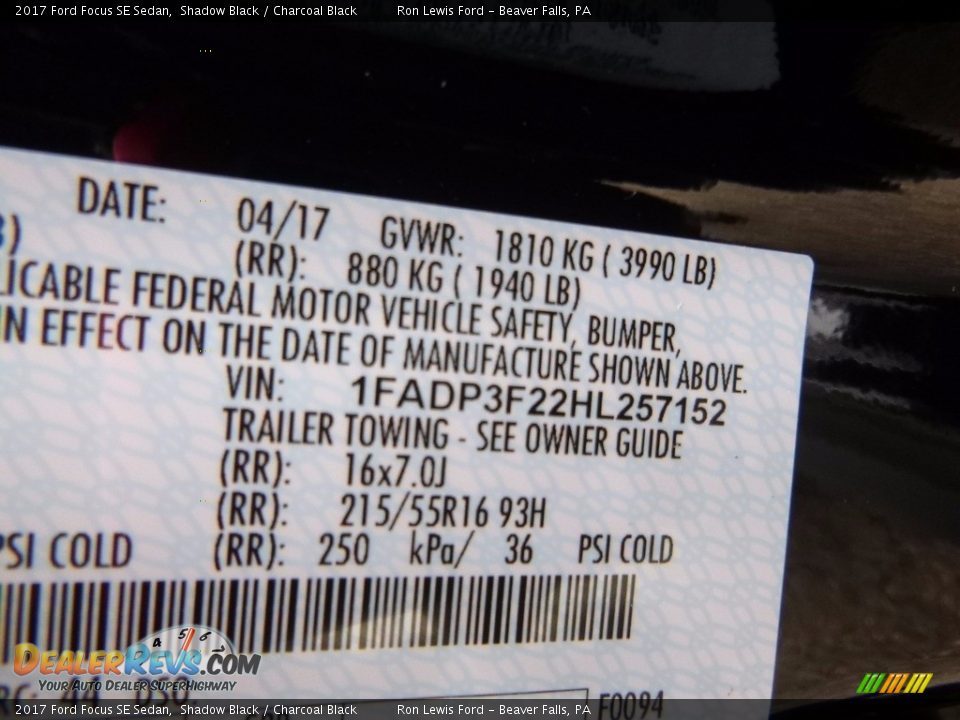 2017 Ford Focus SE Sedan, Shadow Black / Charcoal Black Ron Lewis Ford - Beaver Falls, PA
DATE: 04/17 GVWR: 1810 KG ( 3990 LB)
(RR): 880 KG ( 1940 LB)
LICABLE FEDERAL MOTOR VEHICLE SAFETY, BUMPER,
IN EFFECT ON THE DATE OF MANUFACTURE SHOWN ABOVE.
VIN: 1FADP3F22HL257152
TRAILER TOWING - SEE OWNER GUIDE
(RR): 16x7.0J
(RR): 215/55R16 93H
PSI COLD (RR): 250 kPa/ 36 PSI COLD
4 5 6
DEALERREVS.COM
YOUR AUTO DEALER SUPERHIGHWAY
F0094
2017 Ford Focus SE Sedan, Shadow Black / Charcoal Black Ron Lewis Ford - Beaver Falls, PA